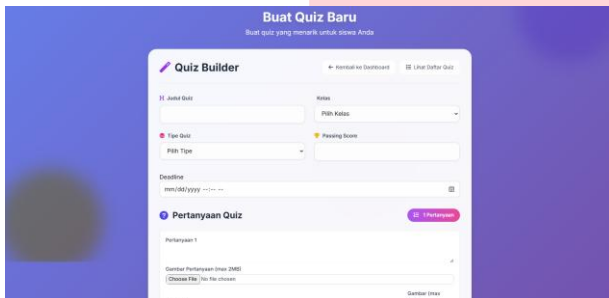 Buat Quiz Baru
Buat quiz yang menarik untuk siswa Anda
Quiz Builder
← Kembali ke Dashboard
Lihat Daftar Quiz
Judul Quiz
Kelas
Pilih Kelas
Tipe Quiz
Passing Score
Pilih Tipe
Deadline
mm/dd/yyyy --:-- --
Pertanyaan Quiz
1 Pertanyaan
Pertanyaan 1
Gambar Pertanyaan (max 2MB)
Choose File No file chosen
Gambar (max